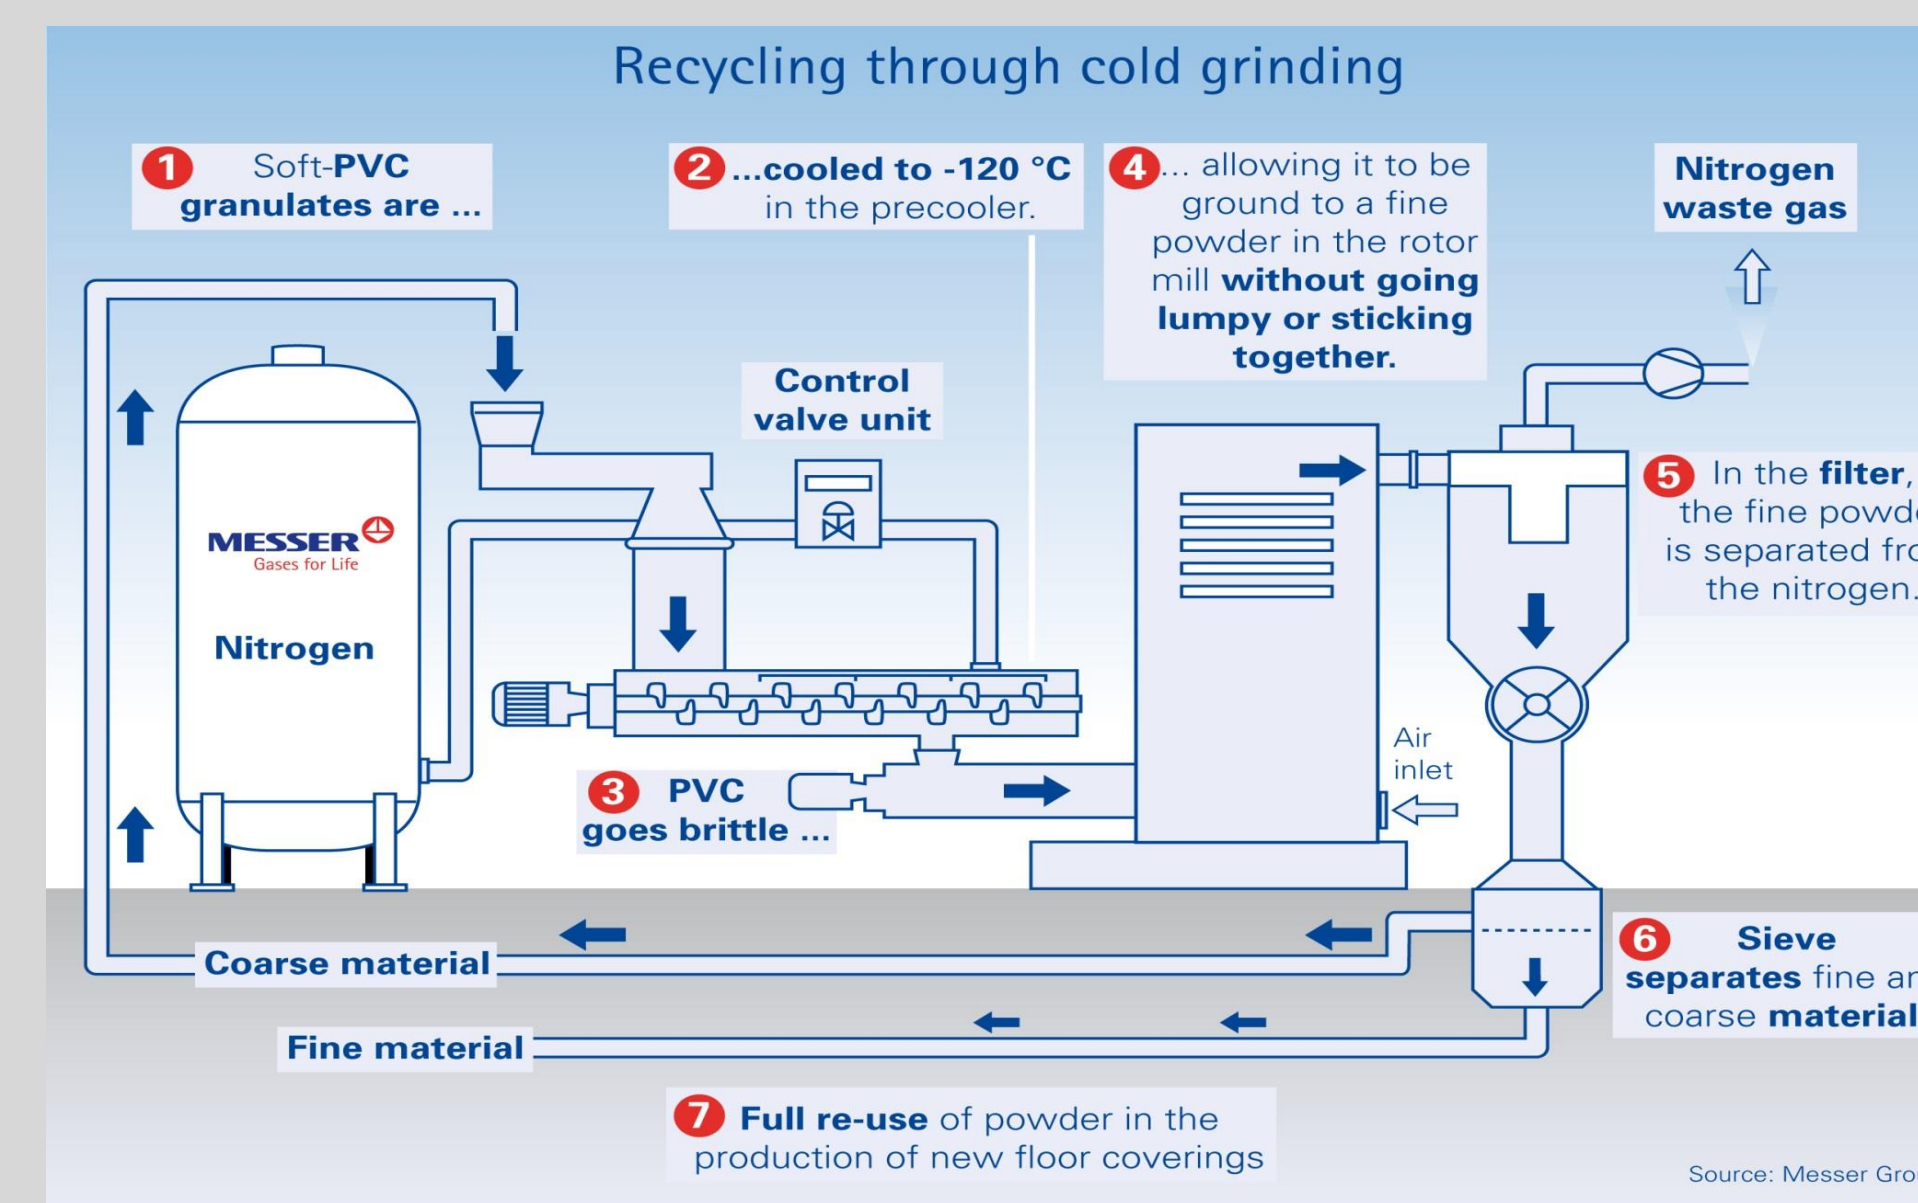 Recycling through cold grinding
1 Soft-PVC
granulates are ...
2 ...cooled to -120 °C
in the precooler.
4 ... allowing it to be
ground to a fine
powder in the rotor
mill without going
lumpy or sticking
together.
Nitrogen
waste gas
Control
valve unit
MESSER
Gases for Life
Nitrogen
5 In the filter,
the fine powde
is separated fro
the nitrogen.
3 PVC
goes brittle ...
Air
inlet
6 Sieve
separates fine an
coarse material
Coarse material
Fine material
7 Full re-use of powder in the
production of new floor coverings
Source: Messer Gro